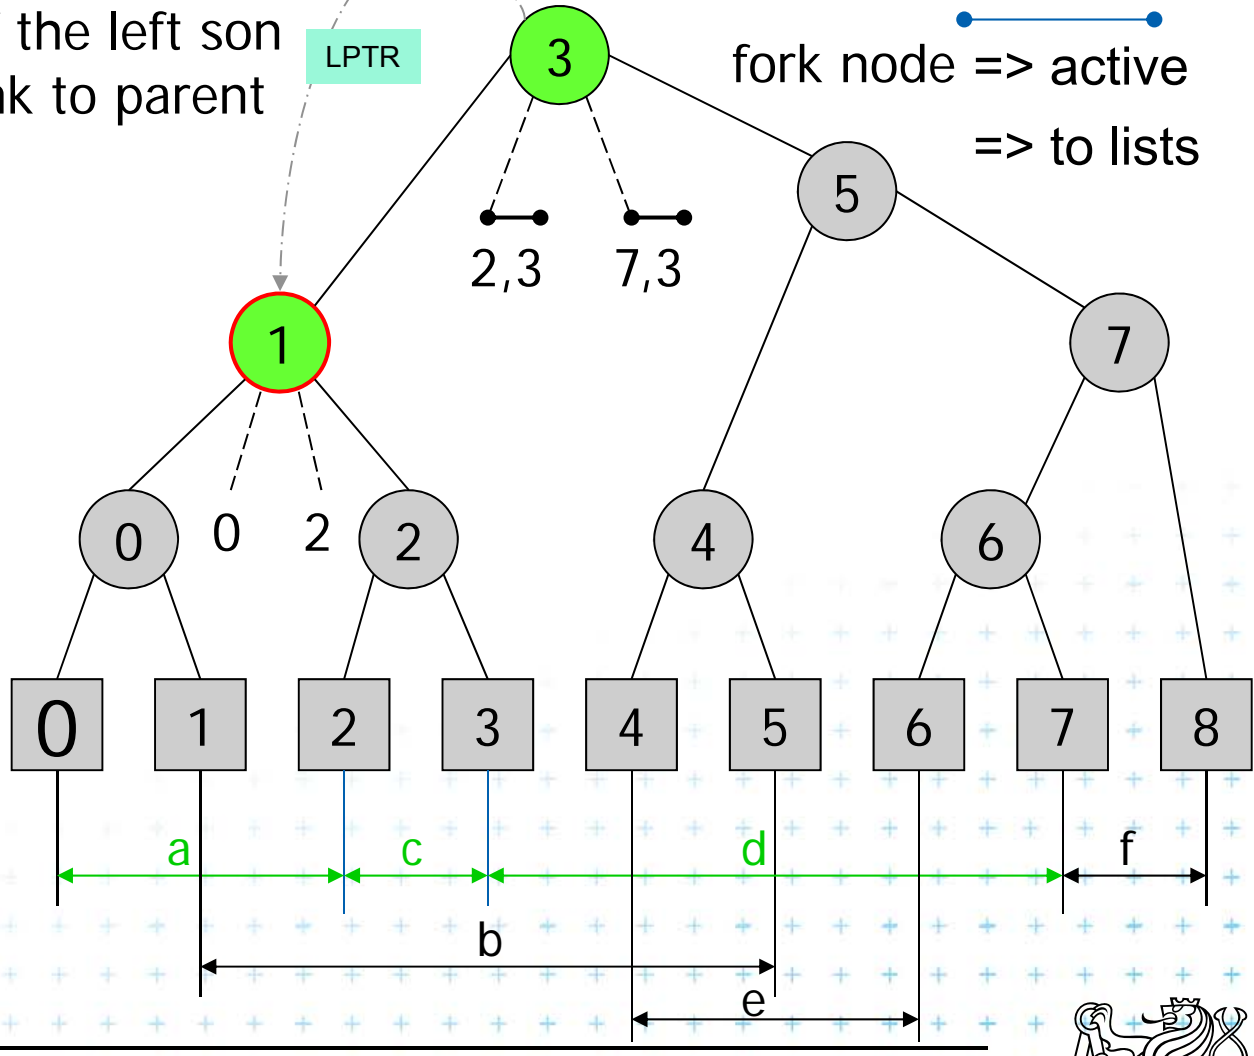 the left son
to parent
LPTR
fork node => active
=> to lists
3
5
2,3 7,3
1
7
0 0 2 2 4 6
0 1 2 3 4 5 6 7 8
a c d f
b
e